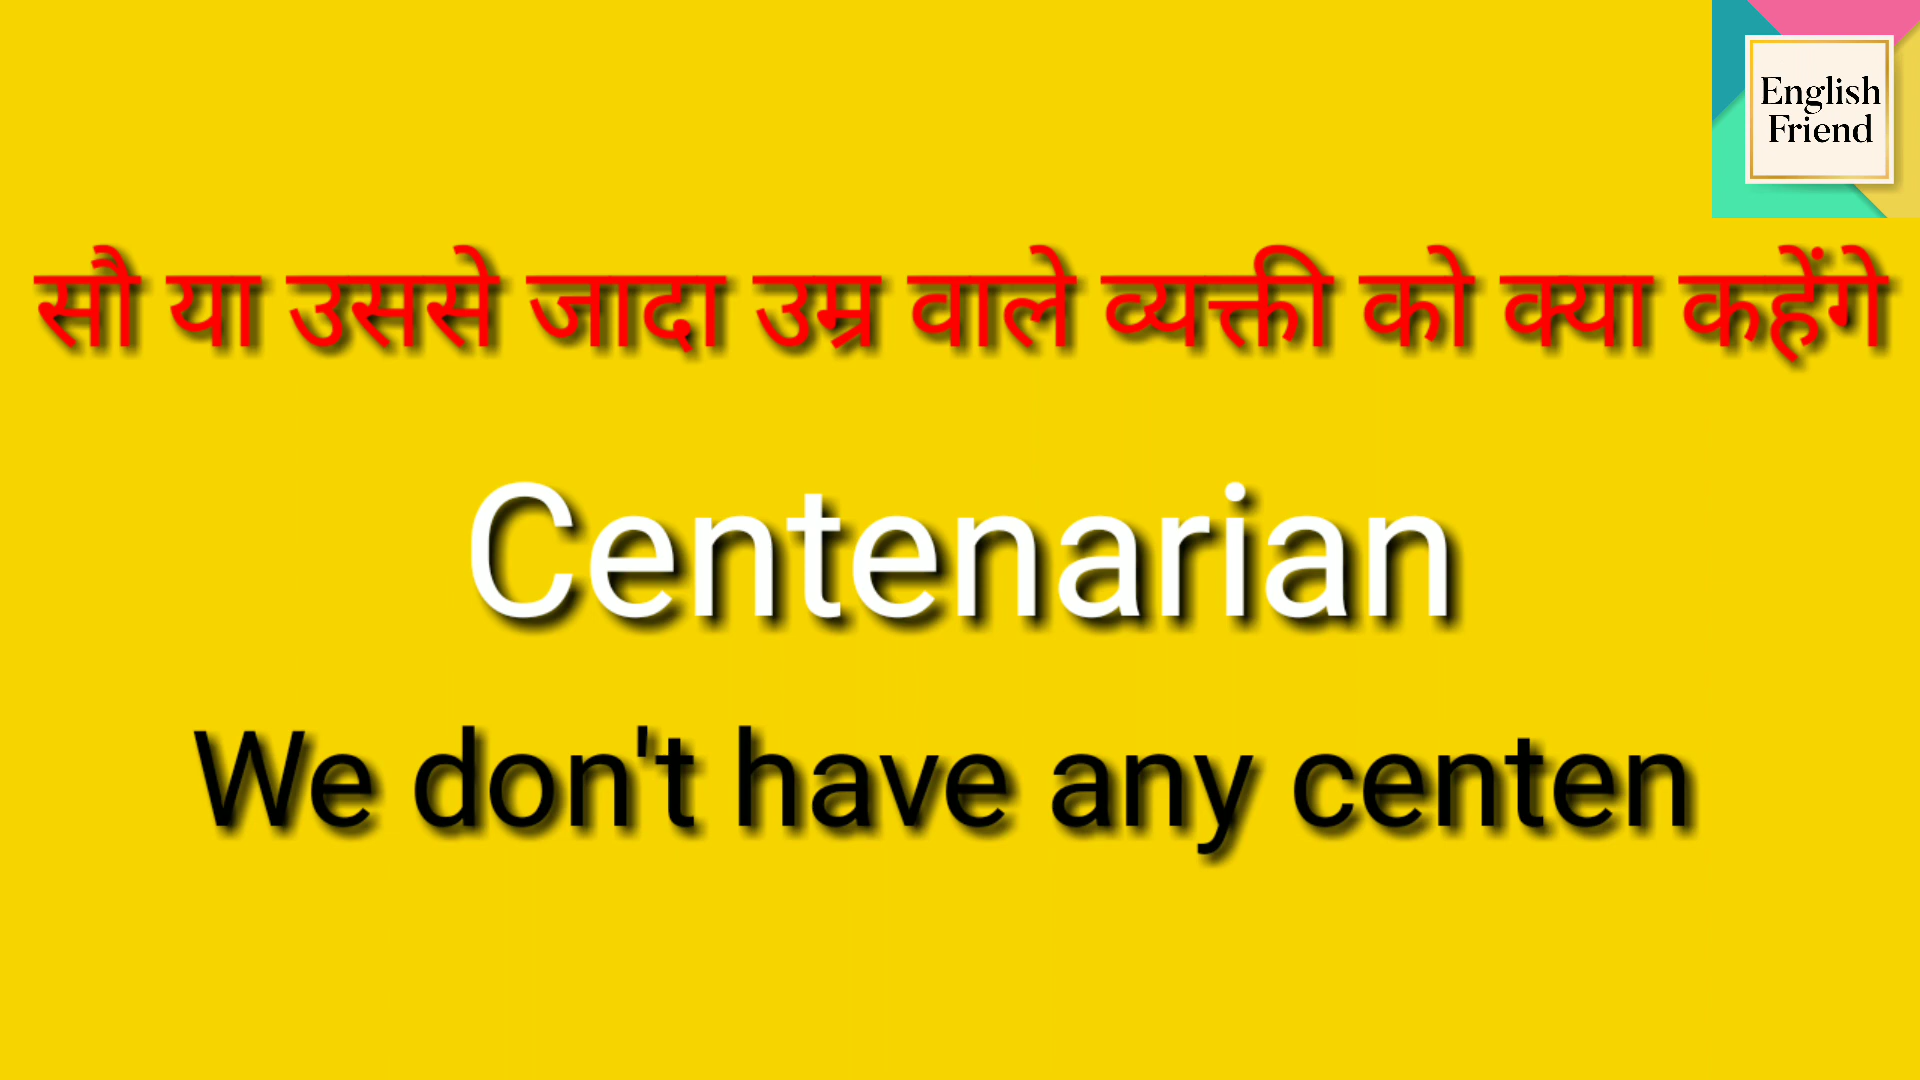 English
Friend
सौ या उससे जादा उम्र वाले व्यक्ती को क्या कहेंगे
Centenarian
We don't have any centen